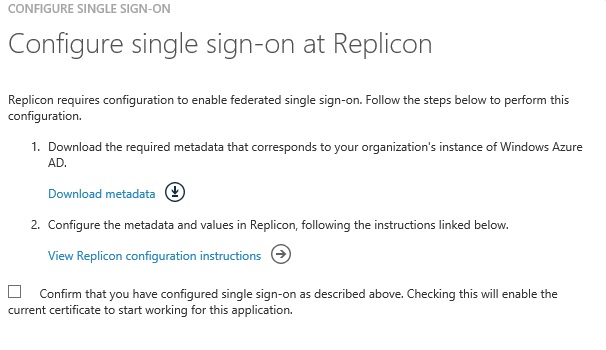 CONFIGURE SINGLE SIGN-ON
Configure single sign-on at Replicon
Replicon requires configuration to enable federated single sign-on. Follow the steps below to perform this
configuration.
1. Download the required metadata that corresponds to your organization's instance of Windows Azure
AD.
Download metadata
2. Configure the metadata and values in Replicon, following the instructions linked below.
View Replicon configuration instructions
Confirm that you have configured single sign-on as described above. Checking this will enable the
current certificate to start working for this application.